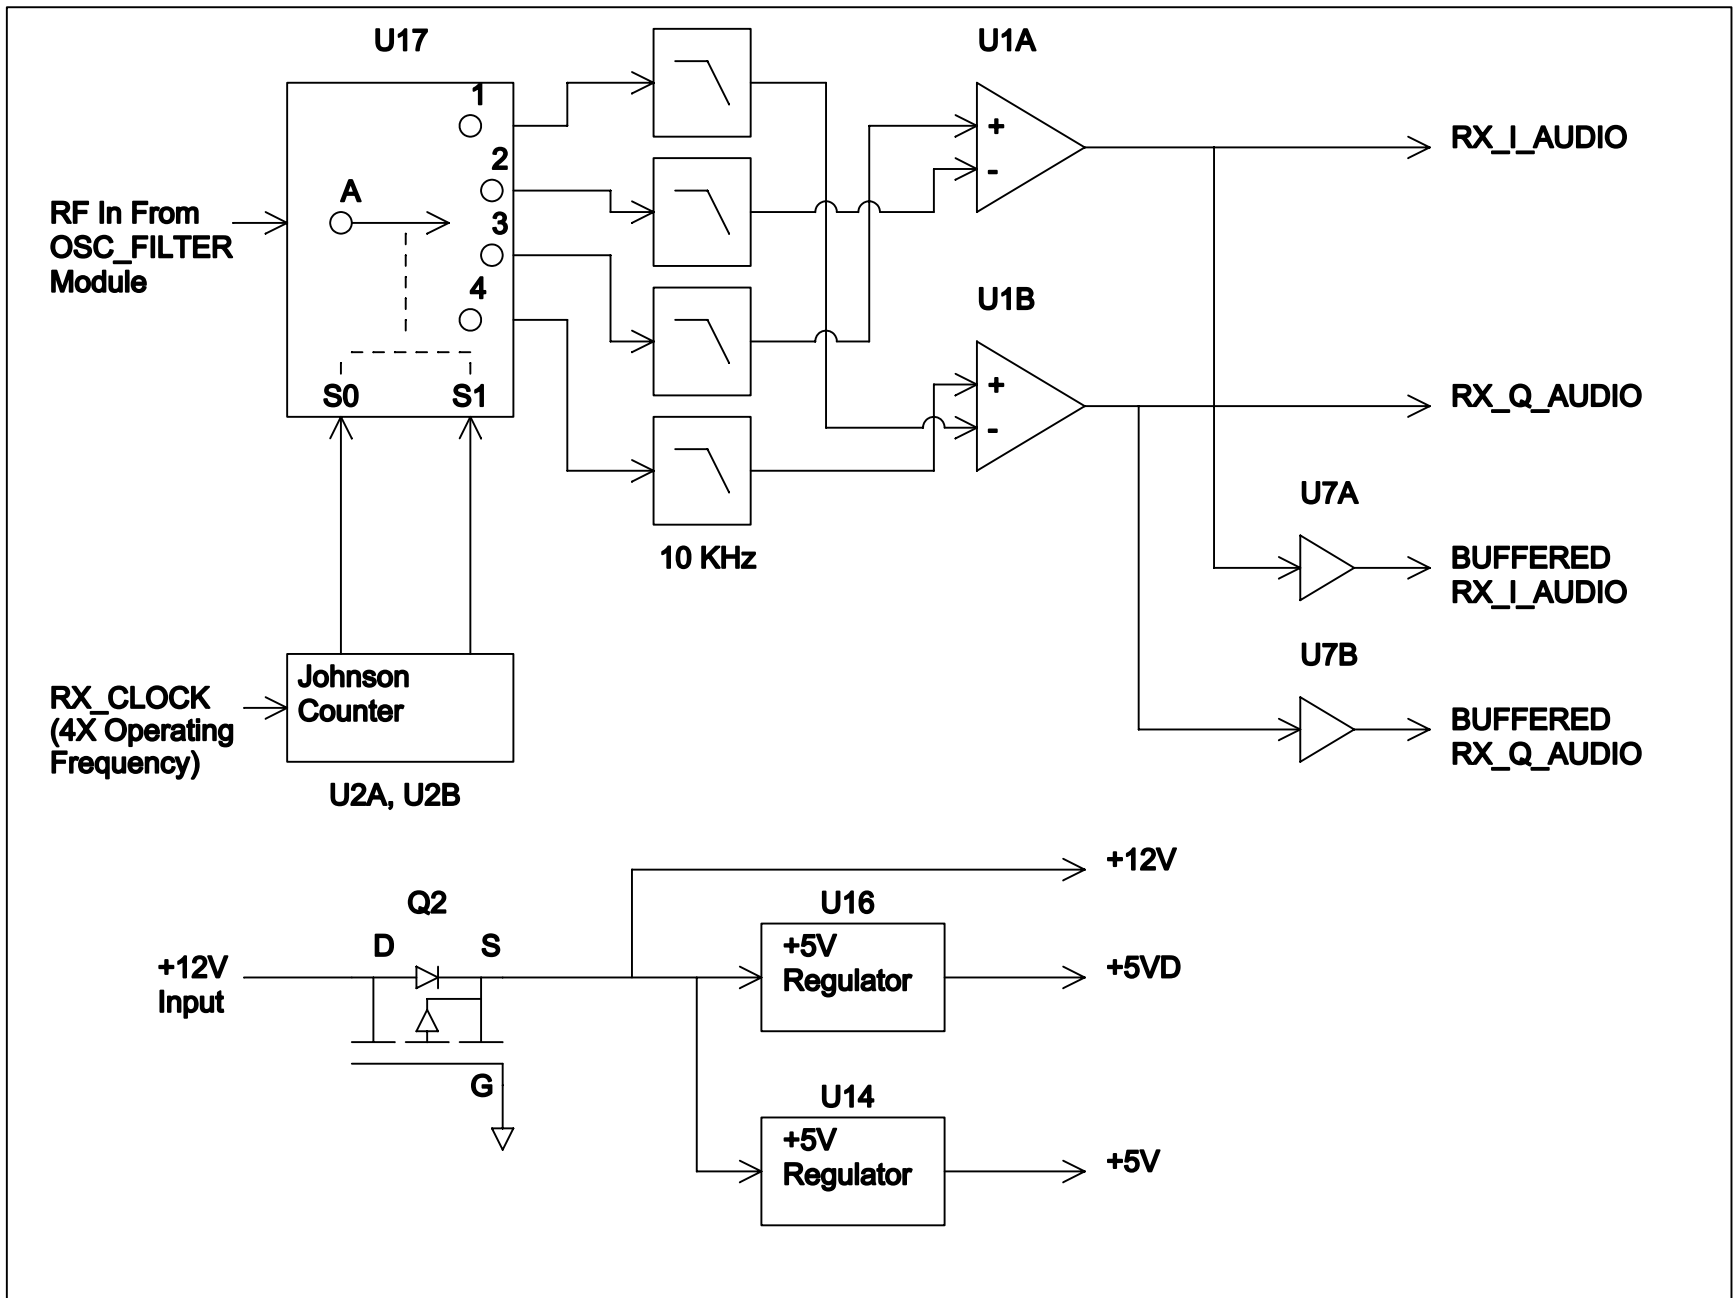 U17
U1A
1
+
RX_I_AUDIO
2
-
A
RF In From
OSC_FILTER
Module
3
4
U1B
S0
S1
+
RX_Q_AUDIO
-
U7A
10 KHz
BUFFERED
RX_I_AUDIO
U7B
Johnson
Counter
RX_CLOCK
(4X Operating
Frequency)
BUFFERED
RX_Q_AUDIO
U2A, U2B
+12V
Q2
U16
D
S
+5V
Regulator
+12V
Input
+5VD
G
U14
+5V
Regulator
+5V